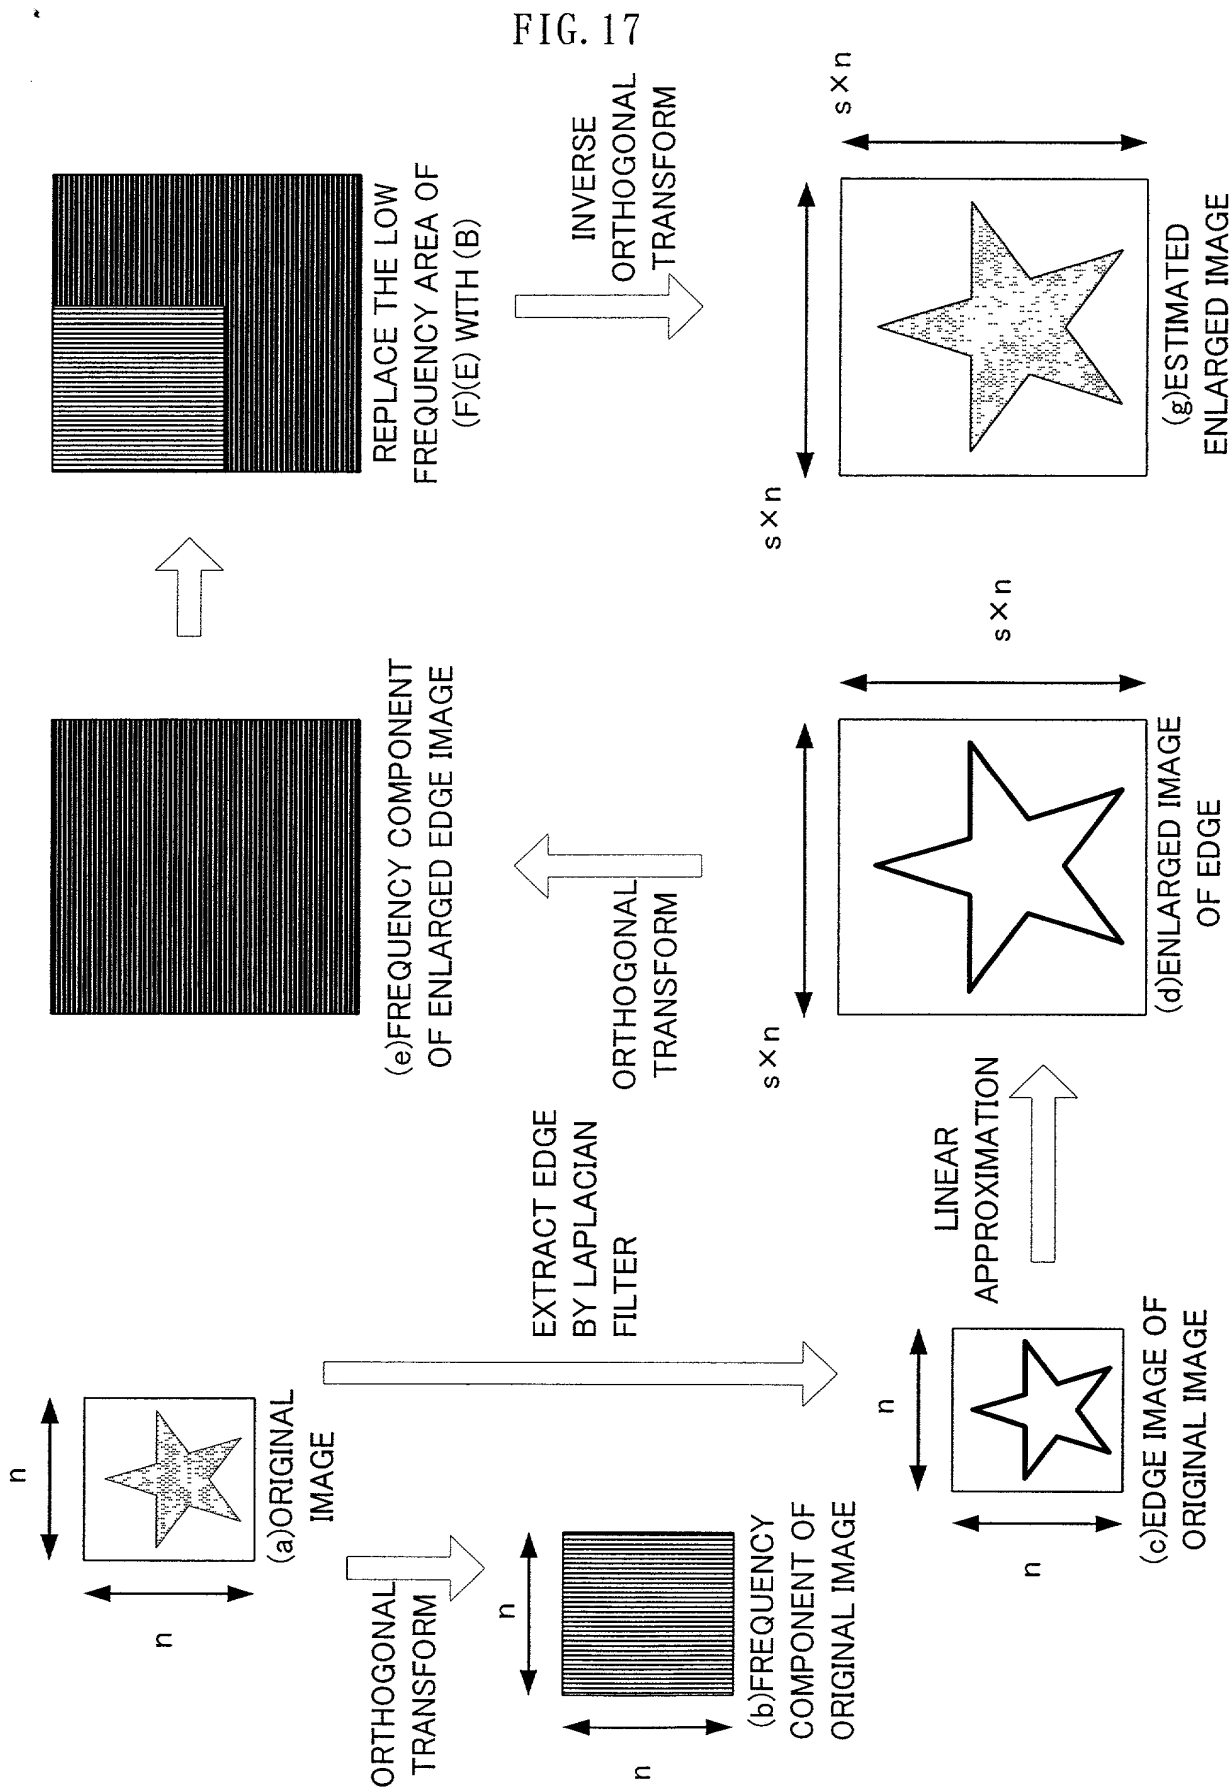 FIG. 17
n
n
(a)ORIGINAL
IMAGE
ORTHOGONAL
TRANSFORM
n
n
(b)FREQUENCY
COMPONENT OF
ORIGINAL IMAGE
EXTRACT EDGE
BY LAPLACIAN
FILTER
n
n
(c)EDGE IMAGE OF
ORIGINAL IMAGE
LINEAR
APPROXIMATION
s×n
s×n
(d)ENLARGED IMAGE
OF EDGE
ORTHOGONAL
TRANSFORM
(e)FREQUENCY COMPONENT
OF ENLARGED EDGE IMAGE
REPLACE THE LOW
FREQUENCY AREA OF
(F)(E) WITH (B)
INVERSE
ORTHOGONAL
TRANSFORM
s×n
s×n
(g)ESTIMATED
ENLARGED IMAGE